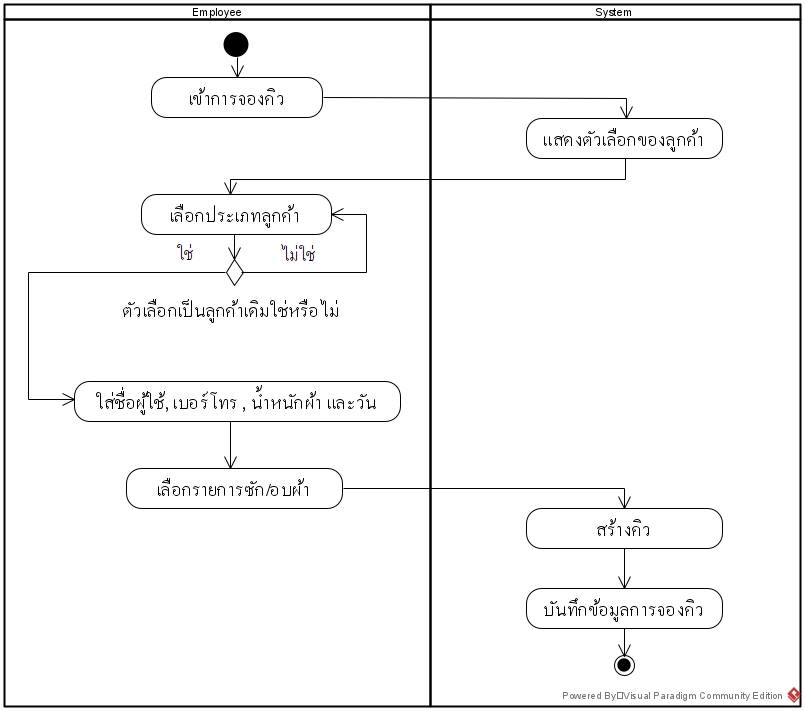 Employee
System
เข้าการจองคิว
แสดงตัวเลือกของลูกค้า
เลือกประเภทลูกค้า
ใช่
ไม่ใช่
ตัวเลือกเป็นลูกค้าเดิมใช่หรือไม่
ใส่ชื่อผู้ใช้, เบอร์โทร , น้ำหนักผ้า และวัน
เลือกรายการซัก/อบผ้า
สร้างคิว
บันทึกข้อมูลการจองคิว
Powered By Visual Paradigm Community Edition